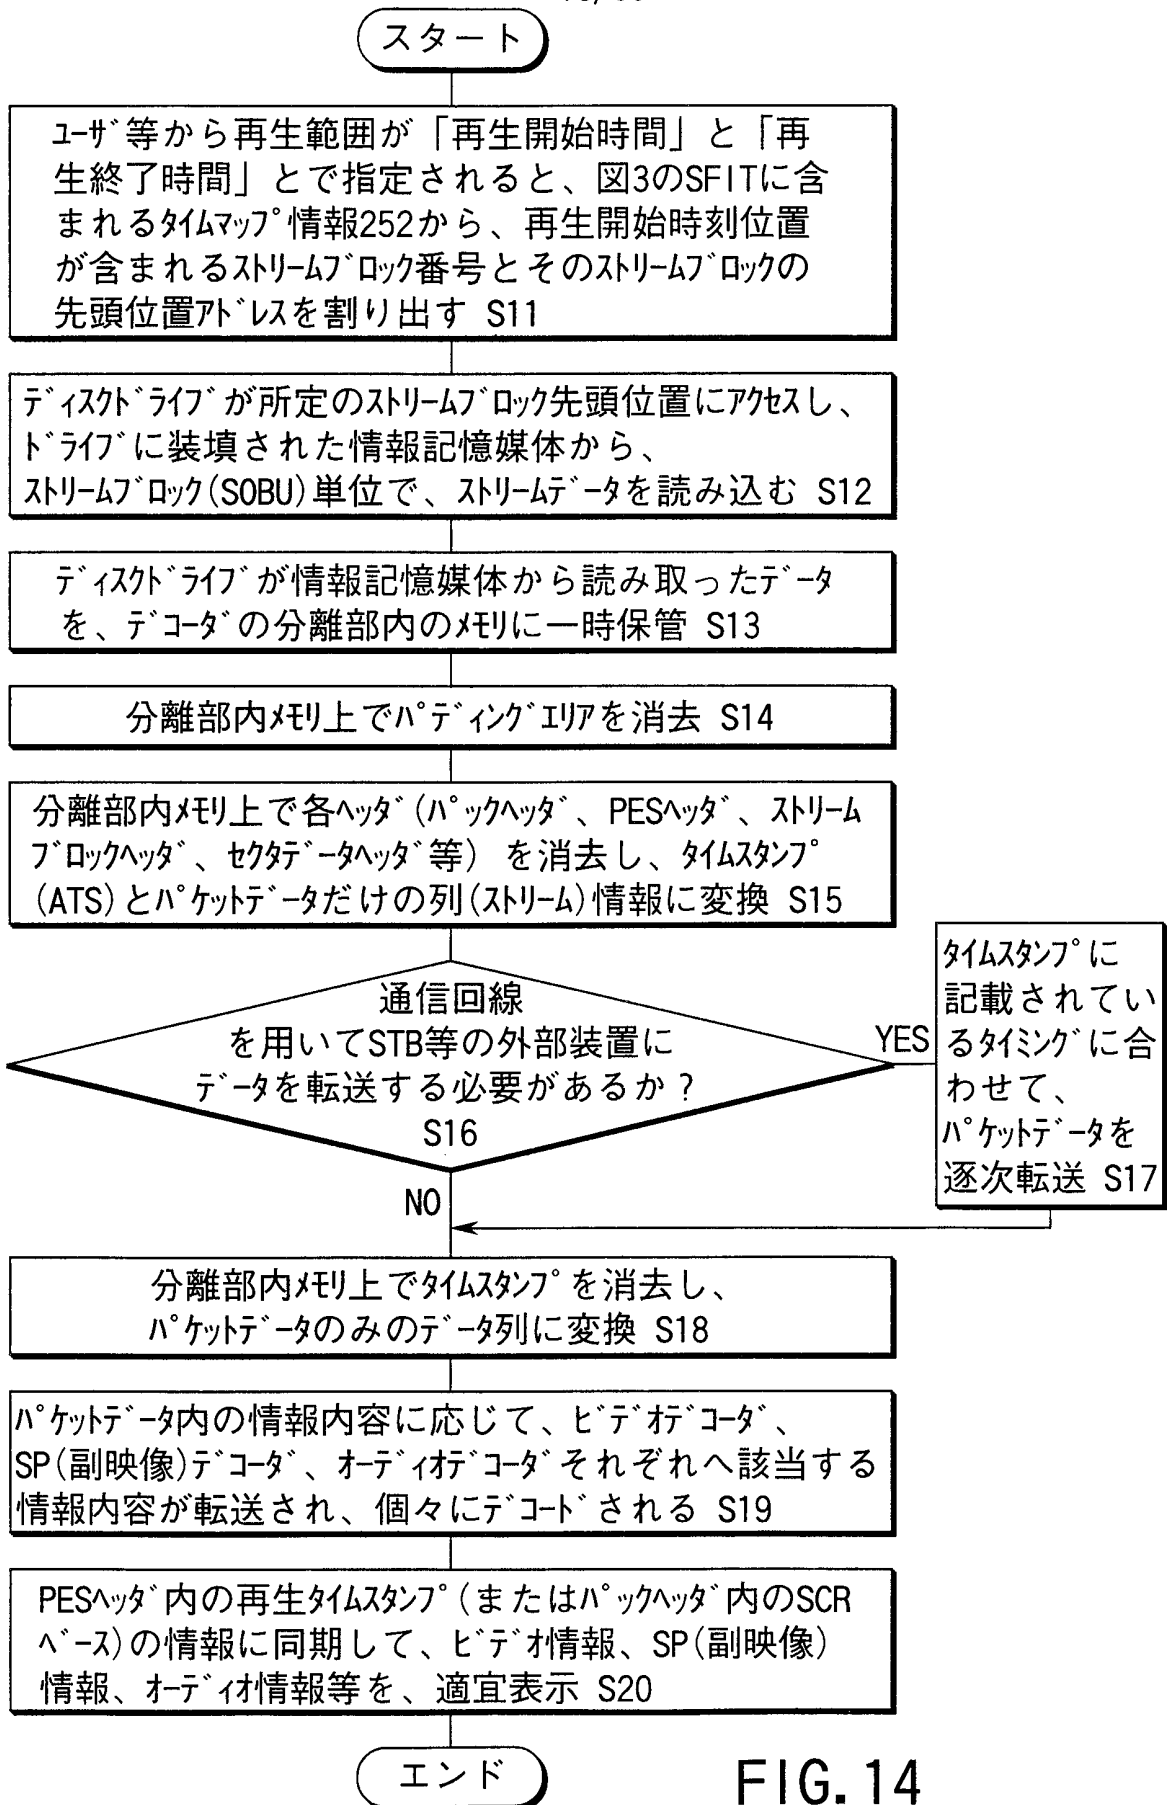 スタート
ユーザ等から再生範囲が「再生開始時間」と「再
生終了時間」とで指定されると、図3のSFITに含
まれるタイムマップ情報252から、再生開始時刻位置
が含まれるストリームブロック番号とそのストリームブロックの
先頭位置アドレスを割り出す S11
ディスクドライブが所定のストリームブロック先頭位置にアクセスし、
ドライブに装填された情報記憶媒体から、
ストリームブロック(SOBU)単位で、ストリームデータを読み込む S12
ディスクドライブが情報記憶媒体から読み取ったデータ
を、デコーダの分離部内のメモリに一時保管 S13
分離部内メモリ上でパディングエリアを消去 S14
分離部内メモリ上で各ヘッダ(パックヘッダ、PESヘッダ、ストリーム
ブロックヘッダ、セクタデータヘッダ等)を消去し、タイムスタンプ
(ATS)とパケットデータだけの列(ストリーム)情報に変換 S15
通信回線
を用いてSTB等の外部装置に
データを転送する必要があるか?
S16
YES
タイムスタンプに
記載されてい
るタイミングに合
わせて、
パケットデータを
逐次転送 S17
NO
分離部内メモリ上でタイムスタンプを消去し、
パケットデータのみのデータ列に変換 S18
パケットデータ内の情報内容に応じて、ビデオデコーダ、
SP(副映像)デコーダ、オーディオデコーダそれぞれへ該当する
情報内容が転送され、個々にデコードされる S19
PESヘッダ内の再生タイムスタンプ(またはパックヘッダ内のSCR
ベース)の情報に同期して、ビデオ情報、SP(副映像)
情報、オーディオ情報等を、適宜表示 S20
エンド
FIG.14